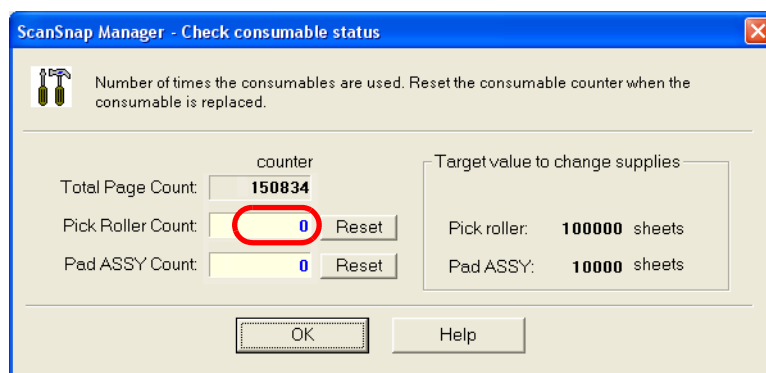 ScanSnap Manager - Check consumable status
Number of times the consumables are used. Reset the consumable counter when the
consumable is replaced.
counter
Total Page Count: 150834
Pick Roller Count: 0 Reset
Pad ASSY Count: 0 Reset
Target value to change supplies
Pick roller: 100000 sheets
Pad ASSY: 10000 sheets
OK Help